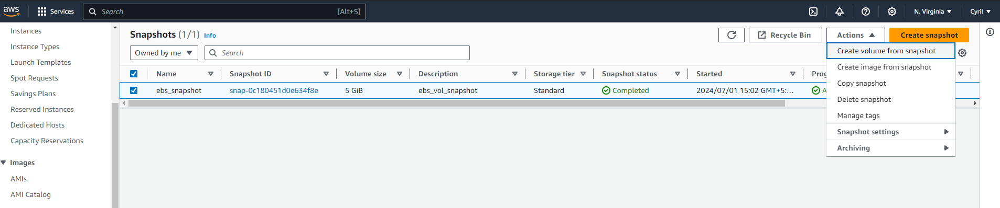 aws Services Search [Alt+S] N. Virginia Cyril
Instances
Instance Types
Launch Templates
Spot Requests
Savings Plans
Reserved Instances
Dedicated Hosts
Capacity Reservations
Images
AMIs
AMI Catalog
Snapshots (1/1) Info Recycle Bin Actions Create snapshot
Owned by me Search
Name Snapshot ID Volume size Description Storage tier Snapshot status Started Prog
ebs_snapshot snap-0c180451d0e634f8e 5 GiB ebs_vol_snapshot Standard Completed 2024/07/01 15:02 GMT+5:... A
Create volume from snapshot
Create image from snapshot
Copy snapshot
Delete snapshot
Manage tags
Snapshot settings
Archiving